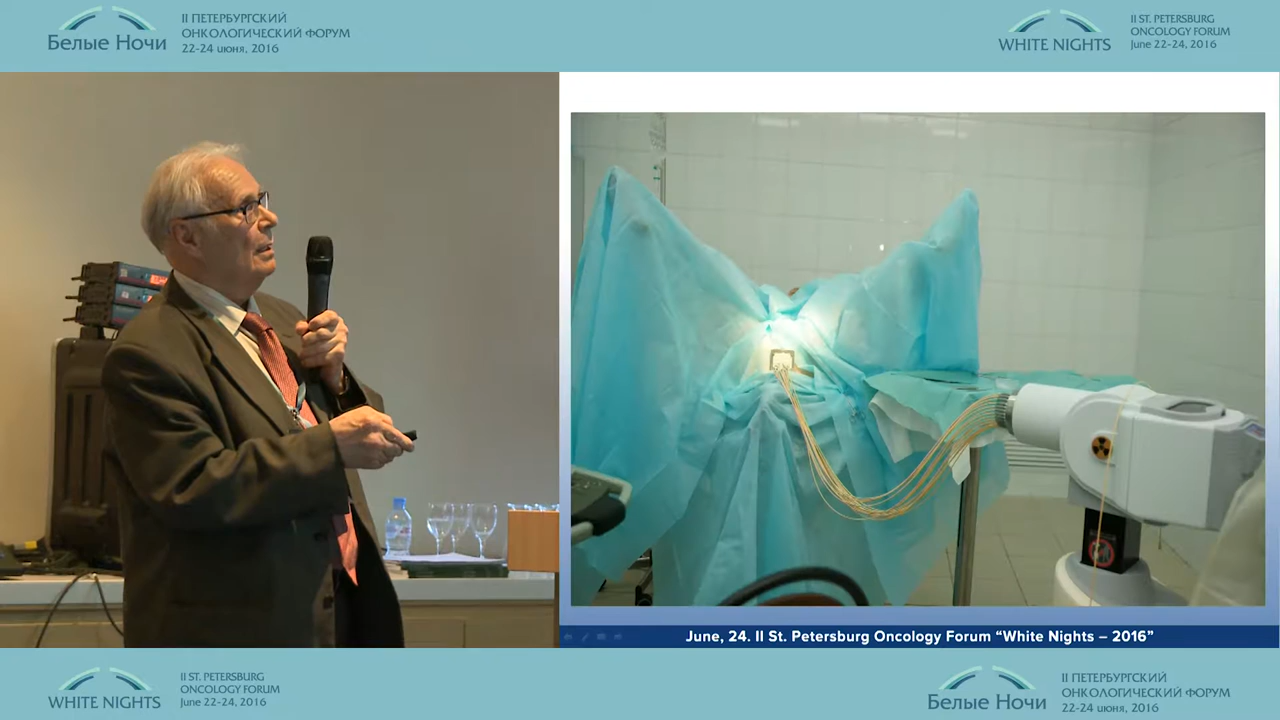 Белые Ночи
II ПЕТЕРБУРГСКИЙ
ОНКОЛОГИЧЕСКИЙ ФОРУМ
22-24 июня, 2016
WHITE NIGHTS
II ST. PETERSBURG
ONCOLOGY FORUM
June 22-24, 2016
June, 24. II St. Petersburg Oncology Forum “White Nights – 2016”
WHITE NIGHTS
II ST. PETERSBURG
ONCOLOGY FORUM
June 22-24, 2016
Белые Ночи
II ПЕТЕРБУРГСКИЙ
ОНКОЛОГИЧЕСКИЙ ФОРУМ
22-24 июня, 2016